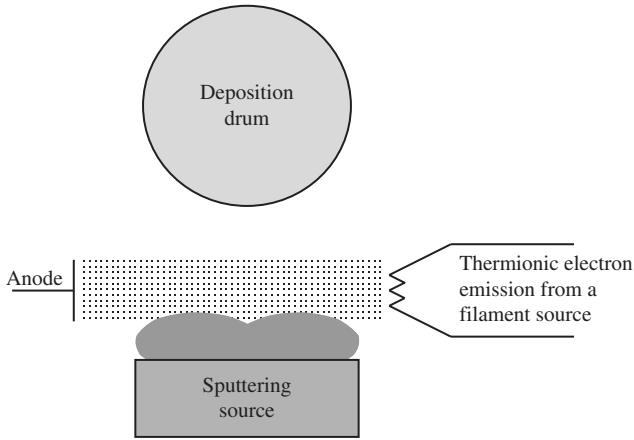 Deposition
drum
Anode
Thermionic electron
emission from a
filament source
Sputtering
source